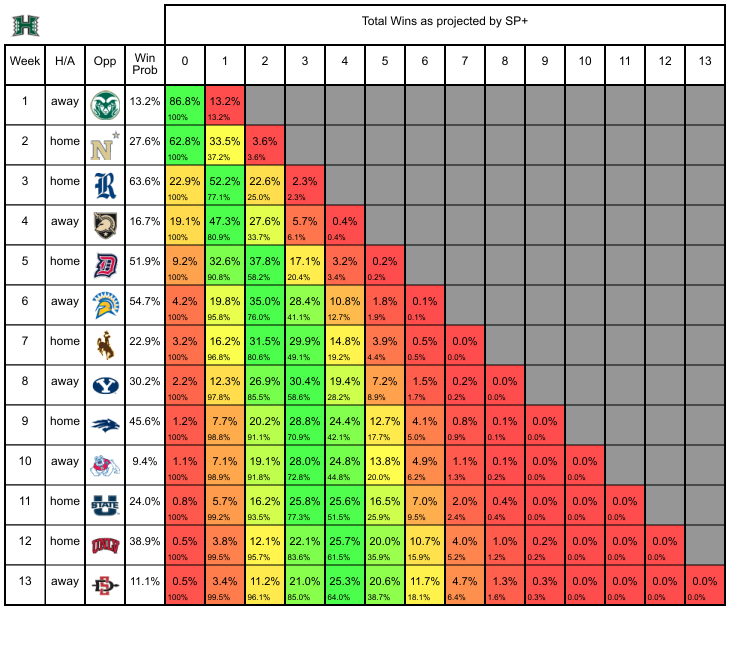 H
Total Wins as projected by SP+
Week H/A Opp Win Prob 0 1 2 3 4 5 6 7 8 9 10 11 12 13
1 away 13.2% 86.8% 13.2%
100% 13.2%
2 home N 27.6% 62.8% 33.5% 3.6%
100% 37.2% 3.6%
3 home R 63.6% 22.9% 52.2% 22.6% 2.3%
100% 77.1% 25.0% 2.3%
4 away 16.7% 19.1% 47.3% 27.6% 5.7% 0.4%
100% 80.9% 33.7% 6.1% 0.4%
5 home D 51.9% 9.2% 32.6% 37.8% 17.1% 3.2% 0.2%
100% 90.8% 58.2% 20.4% 3.4% 0.2%
6 away 54.7% 4.2% 19.8% 35.0% 28.4% 10.8% 1.8% 0.1%
100% 95.8% 76.0% 41.1% 12.7% 1.9% 0.1%
7 home 22.9% 3.2% 16.2% 31.5% 29.9% 14.8% 3.9% 0.5% 0.0%
100% 96.8% 80.6% 49.1% 19.2% 4.4% 0.5% 0.0%
8 away Y 30.2% 2.2% 12.3% 26.9% 30.4% 19.4% 7.2% 1.5% 0.2% 0.0%
100% 97.8% 85.5% 58.6% 28.2% 8.9% 1.7% 0.2% 0.0%
9 home 45.6% 1.2% 7.7% 20.2% 28.8% 24.4% 12.7% 4.1% 0.8% 0.1% 0.0%
100% 98.8% 91.1% 70.9% 42.1% 17.7% 5.0% 0.9% 0.1% 0.0%
10 away 9.4% 1.1% 7.1% 19.1% 28.0% 24.8% 13.8% 4.9% 1.1% 0.1% 0.0% 0.0%
100% 98.9% 91.8% 72.8% 44.8% 20.0% 6.2% 1.3% 0.2% 0.0% 0.0%
11 home STATE 24.0% 0.8% 5.7% 16.2% 25.8% 25.6% 16.5% 7.0% 2.0% 0.4% 0.0% 0.0% 0.0%
100% 99.2% 93.5% 77.3% 51.5% 25.9% 9.5% 2.4% 0.4% 0.0% 0.0% 0.0%
12 home UNLV 38.9% 0.5% 3.8% 12.1% 22.1% 25.7% 20.0% 10.7% 4.0% 1.0% 0.2% 0.0% 0.0% 0.0%
100% 99.5% 95.7% 83.6% 61.5% 35.9% 15.9% 5.2% 1.2% 0.2% 0.0% 0.0% 0.0%
13 away SD 11.1% 0.5% 3.4% 11.2% 21.0% 25.3% 20.6% 11.7% 4.7% 1.3% 0.3% 0.0% 0.0% 0.0% 0.0%
100% 99.5% 96.1% 85.0% 64.0% 38.7% 18.1% 6.4% 1.6% 0.3% 0.0% 0.0% 0.0% 0.0%